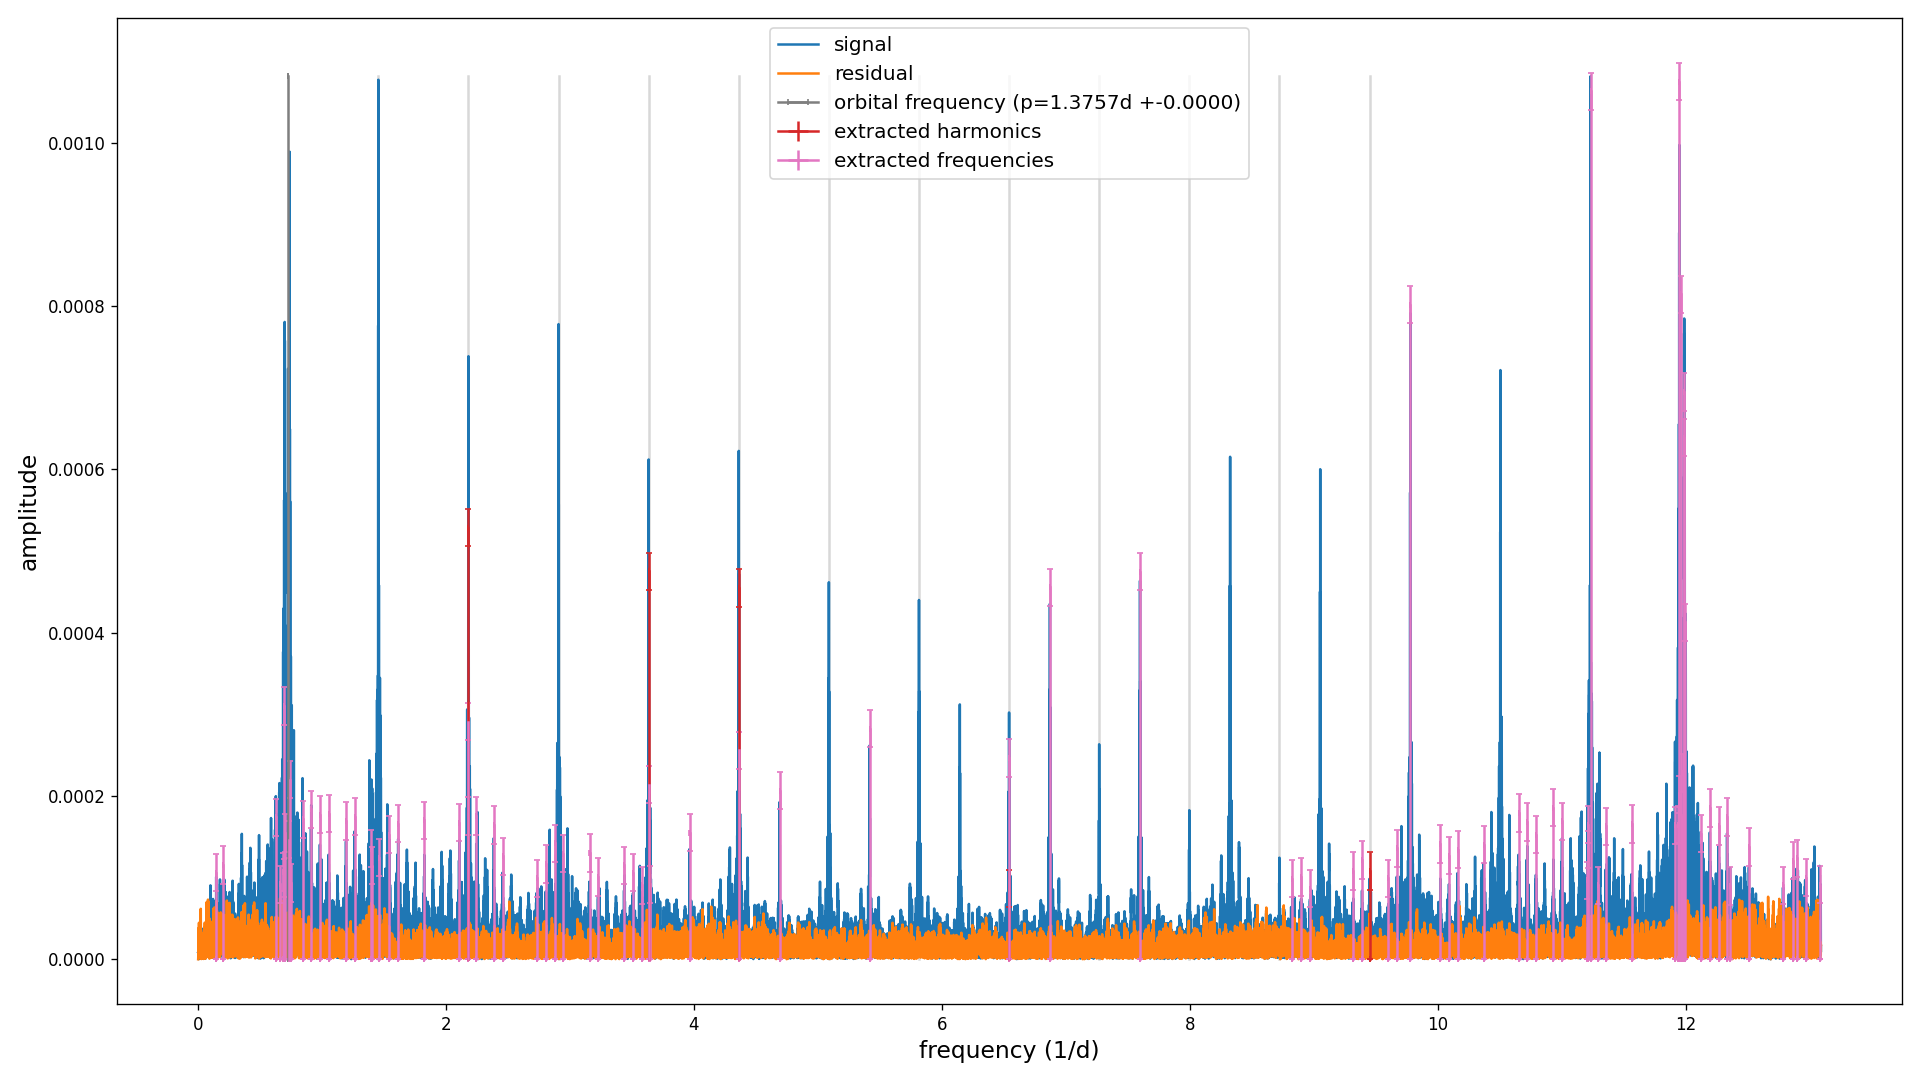 signal
residual
orbital frequency (p=1.3757d +-0.0000)
extracted harmonics
extracted frequencies
amplitude
0.0010
0.0008
0.0006
0.0004
0.0002
0.0000
0 2 4 6 8 10 12
frequency (1/d)